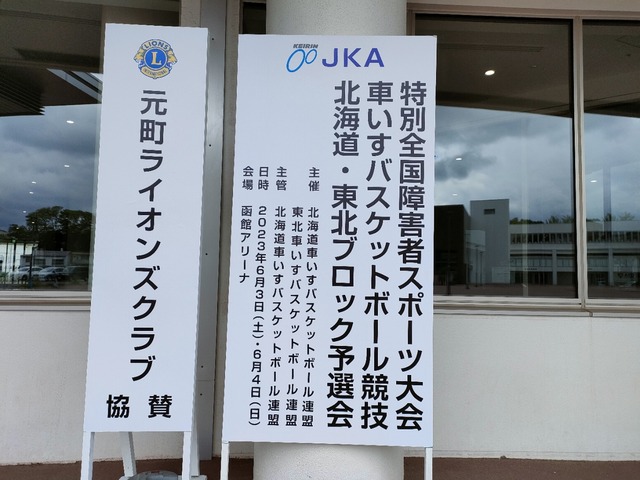 LIONS
L
INTERNATIONAL
元町ライオンズクラブ
協賛
KEIRIN
JKA
特別全国障害者スポーツ大会
車いすバスケットボール競技
北海道・東北ブロック予選会
主催 北海道車いすバスケットボール連盟
東北車いすバスケットボール連盟
主管 北海道車いすバスケットボール連盟
日時 2023年6月3日(土)・6月4日(日)
会場 函館アリーナ